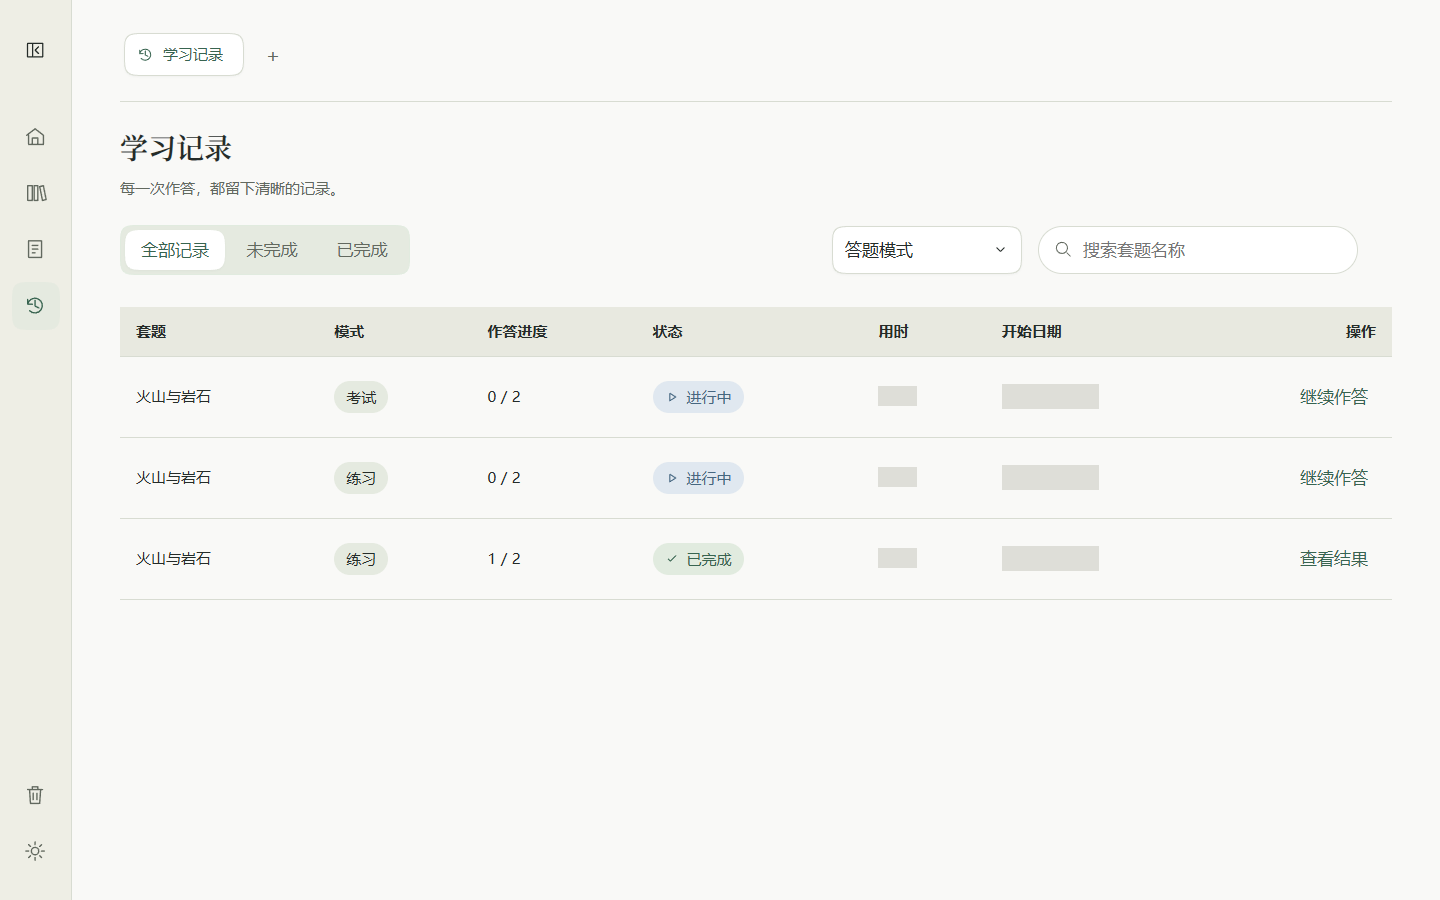 学习记录
学习记录
每一次作答，都留下清晰的记录。
全部记录 未完成 已完成 答题模式 搜索套题名称
套题 模式 作答进度 状态 用时 开始日期 操作
火山与岩石 考试 0 / 2 进行中 继续作答
火山与岩石 练习 0 / 2 进行中 继续作答
火山与岩石 练习 1 / 2 已完成 查看结果